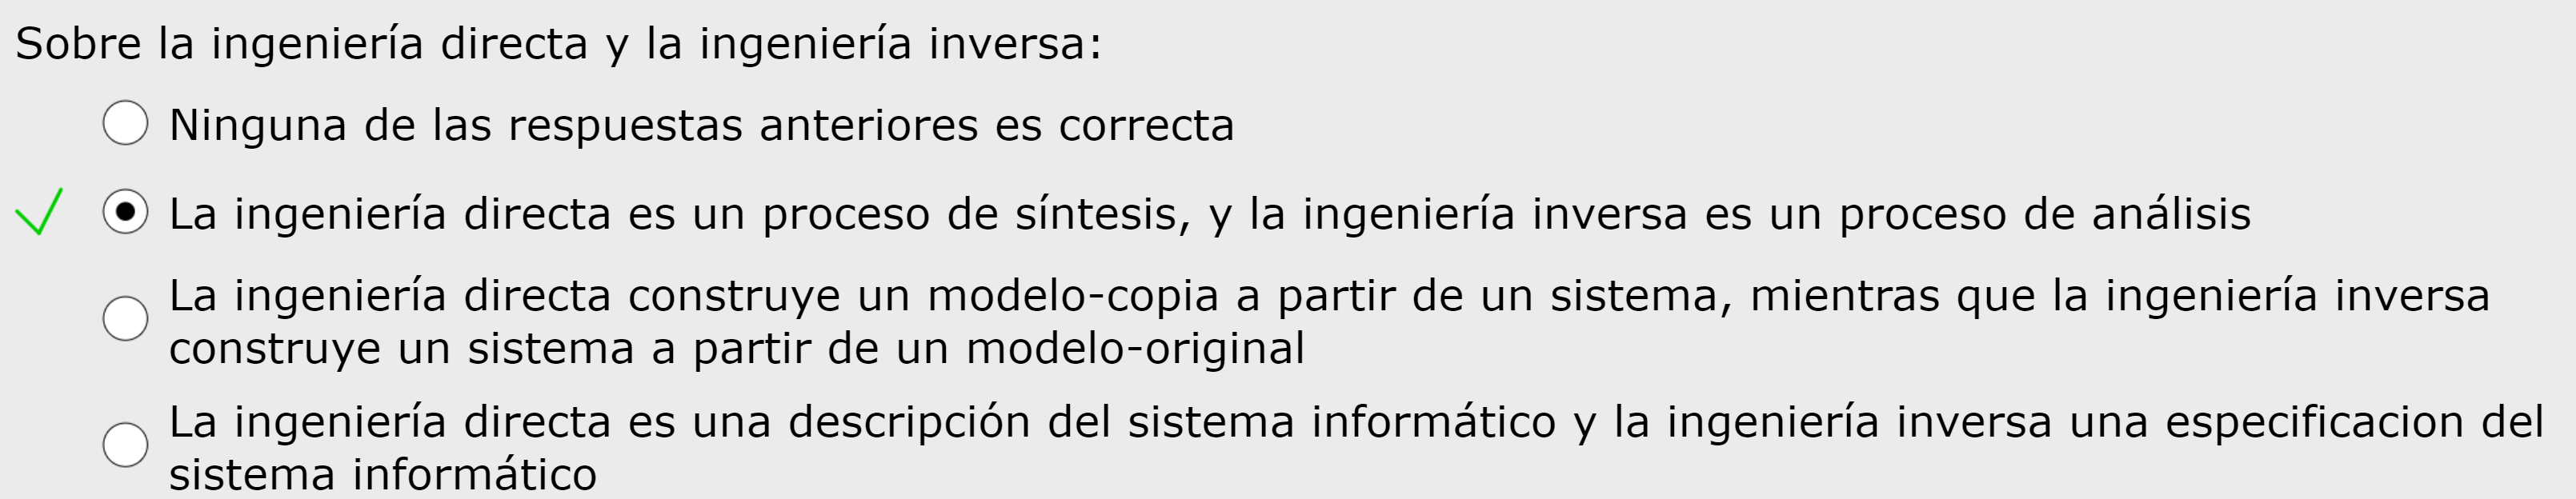 Sobre la ingeniería directa y la ingeniería inversa:
Ninguna de las respuestas anteriores es correcta
La ingeniería directa es un proceso de síntesis, y la ingeniería inversa es un proceso de análisis
La ingeniería directa construye un modelo-copia a partir de un sistema, mientras que la ingeniería inversa
construye un sistema a partir de un modelo-original
La ingeniería directa es una descripción del sistema informático y la ingeniería inversa una especificacion del
sistema informático